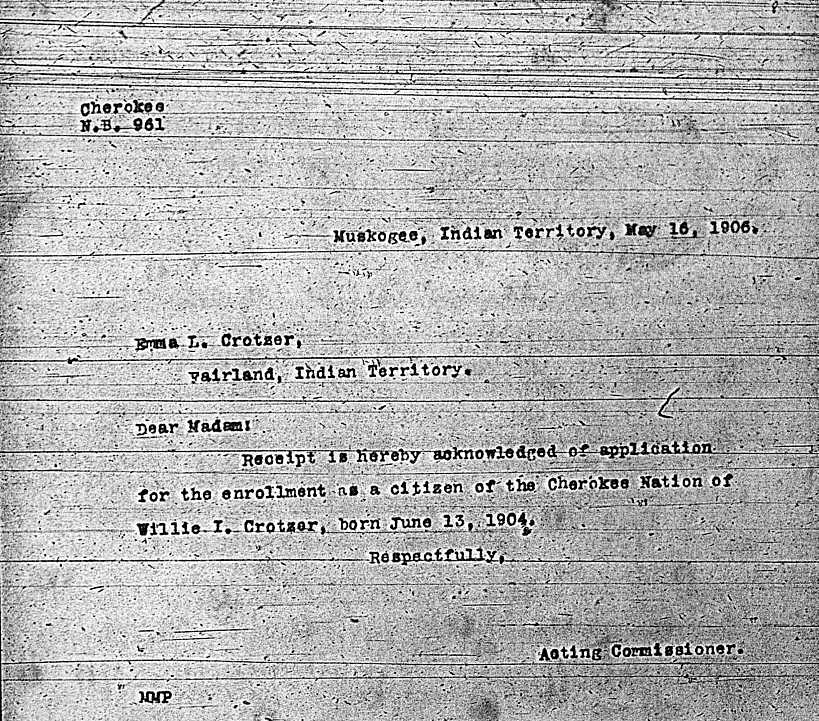 Cherokee
N.B. 961
Muskogee, Indian Territory, May 16, 1906.
Emma L. Crotzer,
Fairland, Indian Territory.
Dear Madam:
Receipt is hereby acknowledged of application
for the enrollment as a citizen of the Cherokee Nation of
Willie I. Crotzer, born June 13, 1904.
Respectfully,
Acting Commissioner.
MMP